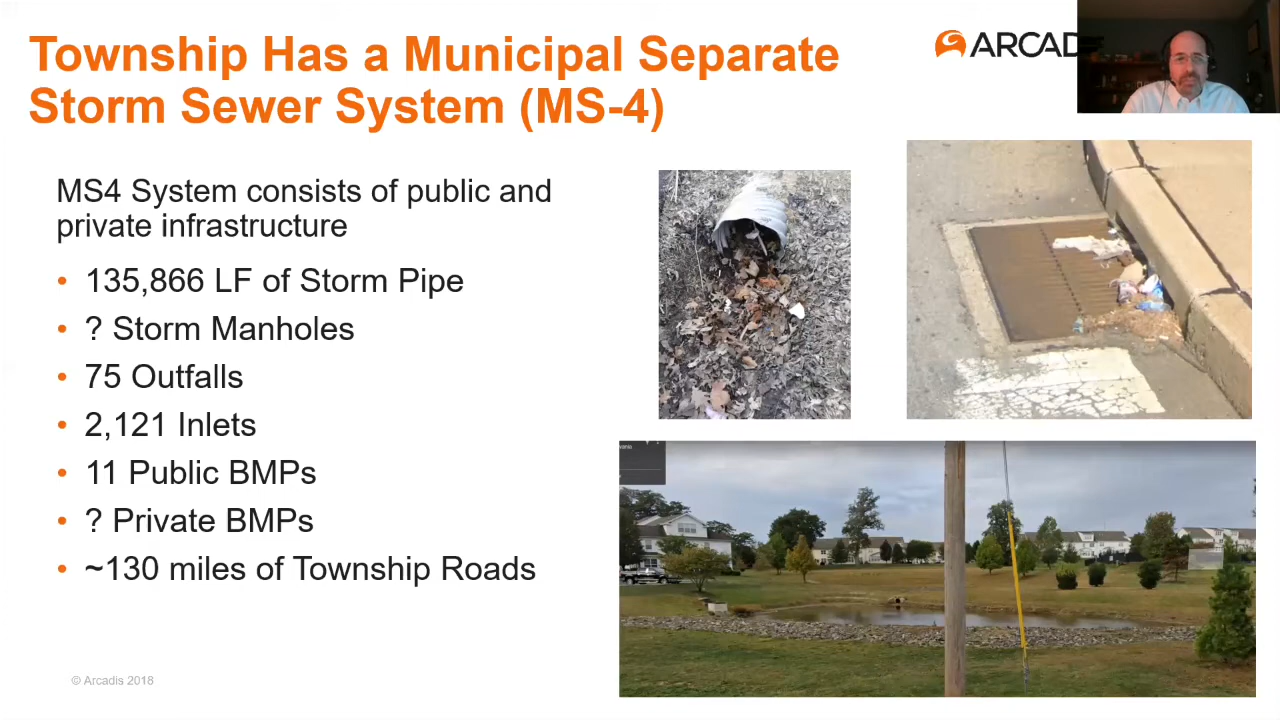 Township Has a Municipal Separate
Storm Sewer System (MS-4)
ARCAD
MS4 System consists of public and
private infrastructure
• 135,866 LF of Storm Pipe
• ? Storm Manholes
• 75 Outfalls
• 2,121 Inlets
• 11 Public BMPs
• ? Private BMPs
• ~130 miles of Township Roads
© Arcadis 2018